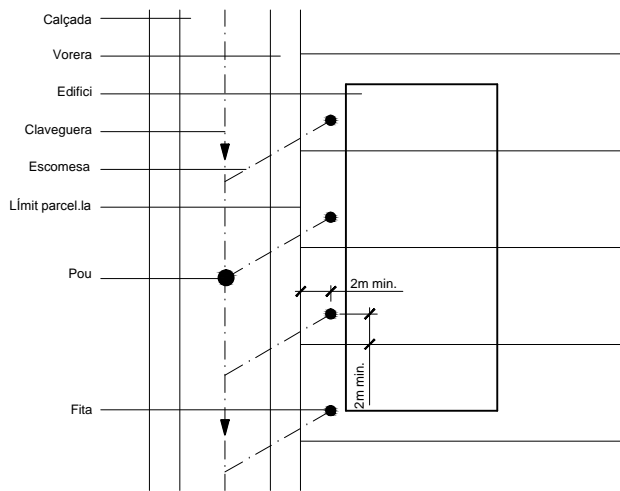 Calçada
Vorera
Edifici
Claveguera
Escomesa
LÍmit parcel.la
Pou
2m min.
2m min.
Fita